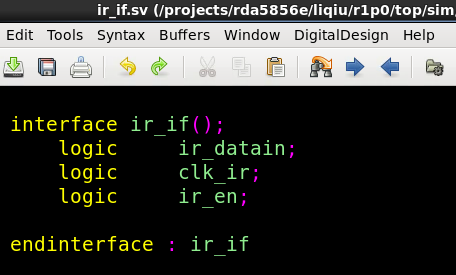 ir_if.sv (/projects/rda5856e/liqiu/r1p0/top/sim
Edit Tools Syntax Buffers Window DigitalDesign Help
interface ir_if();
    logic     ir_datain;
    logic     clk_ir;
    logic     ir_en;
endinterface : ir_if